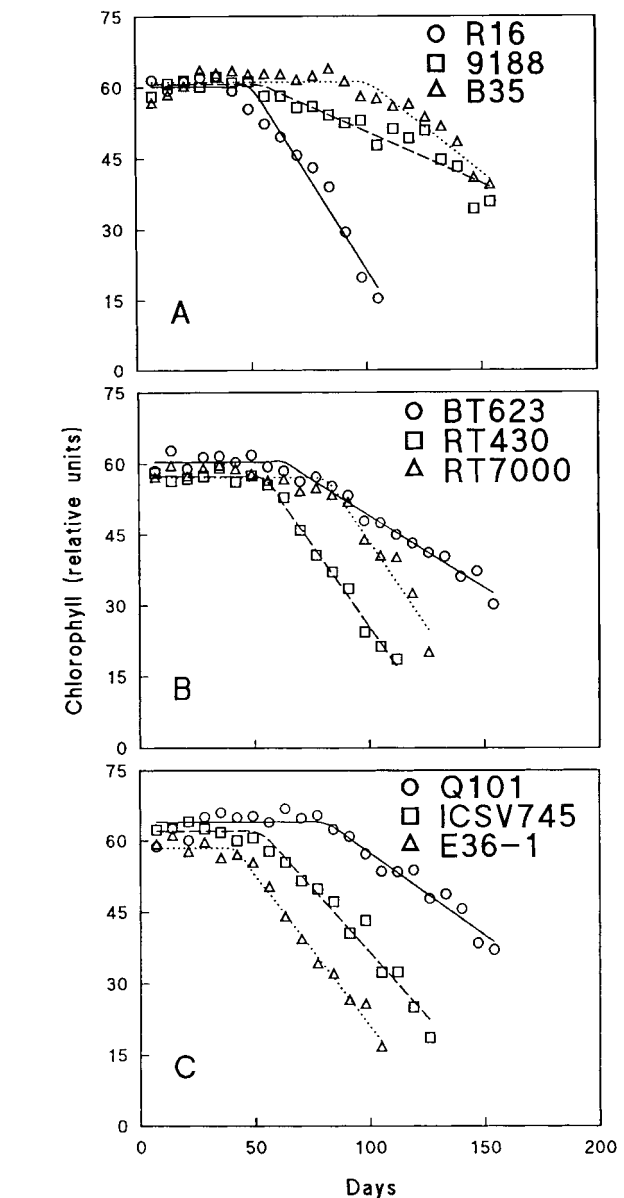 75
60
45
30
15
0
R16
9188
B35
A
75
60
45
30
15
0
BT623
RT430
RT7000
B
75
60
45
30
15
0
Q101
ICSV745
E36-1
C
0 50 100 150 200
Chlorophyll (relative units)
Days